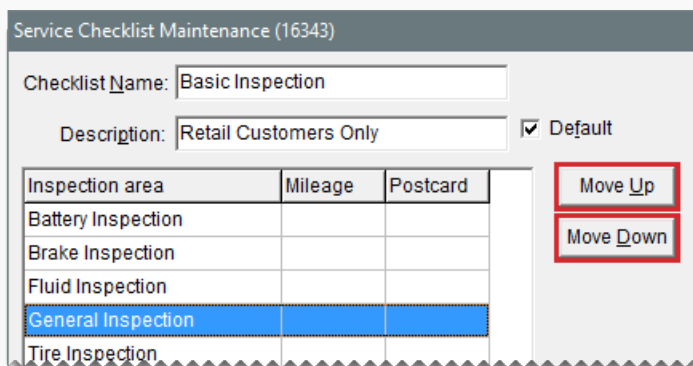 Service Checklist Maintenance (16343)
Checklist Name: Basic Inspection
Description: Retail Customers Only Default
Inspection area Mileage Postcard Move Up
Battery Inspection
Move Down
Brake Inspection
Fluid Inspection
General Inspection
Tire Inspection